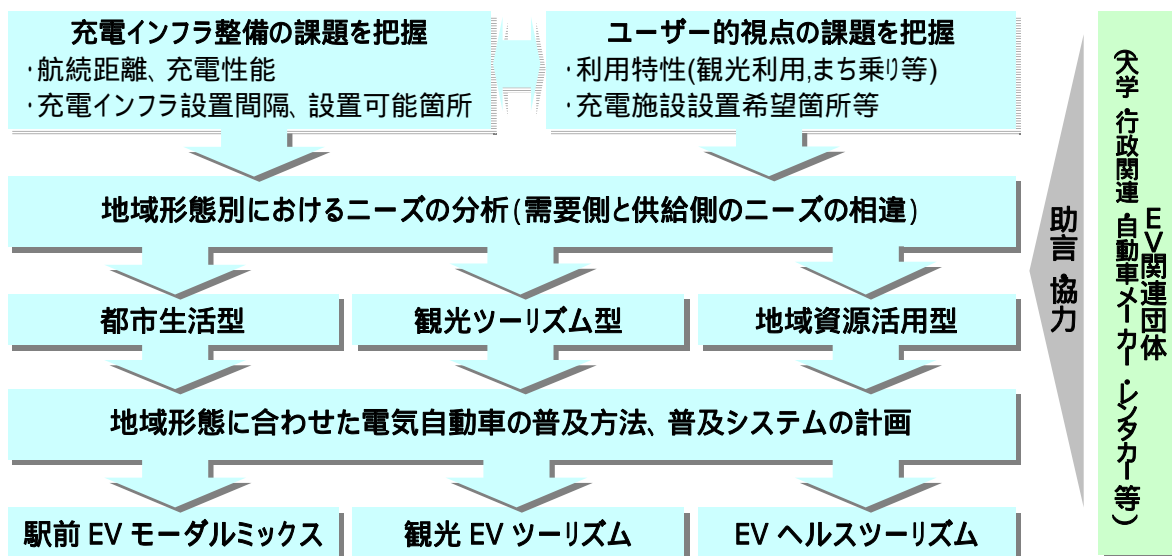 充電インフラ整備の課題を把握
・航続距離、充電性能
・充電インフラ設置間隔、設置可能箇所
ユーザー的視点の課題を把握
・利用特性(観光利用,まち乗り等)
・充電施設設置希望箇所等
地域形態別におけるニーズの分析(需要側と供給側のニーズの相違)
都市生活型
観光ツーリズム型
地域資源活用型
地域形態に合わせた電気自動車の普及方法、普及システムの計画
駅前 EV モーダルミックス
観光 EV ツーリズム
EV ヘルスツーリズム
助言・協力
EV関連団体
(大学・行政関連・自動車メーカー・レンタカー等)